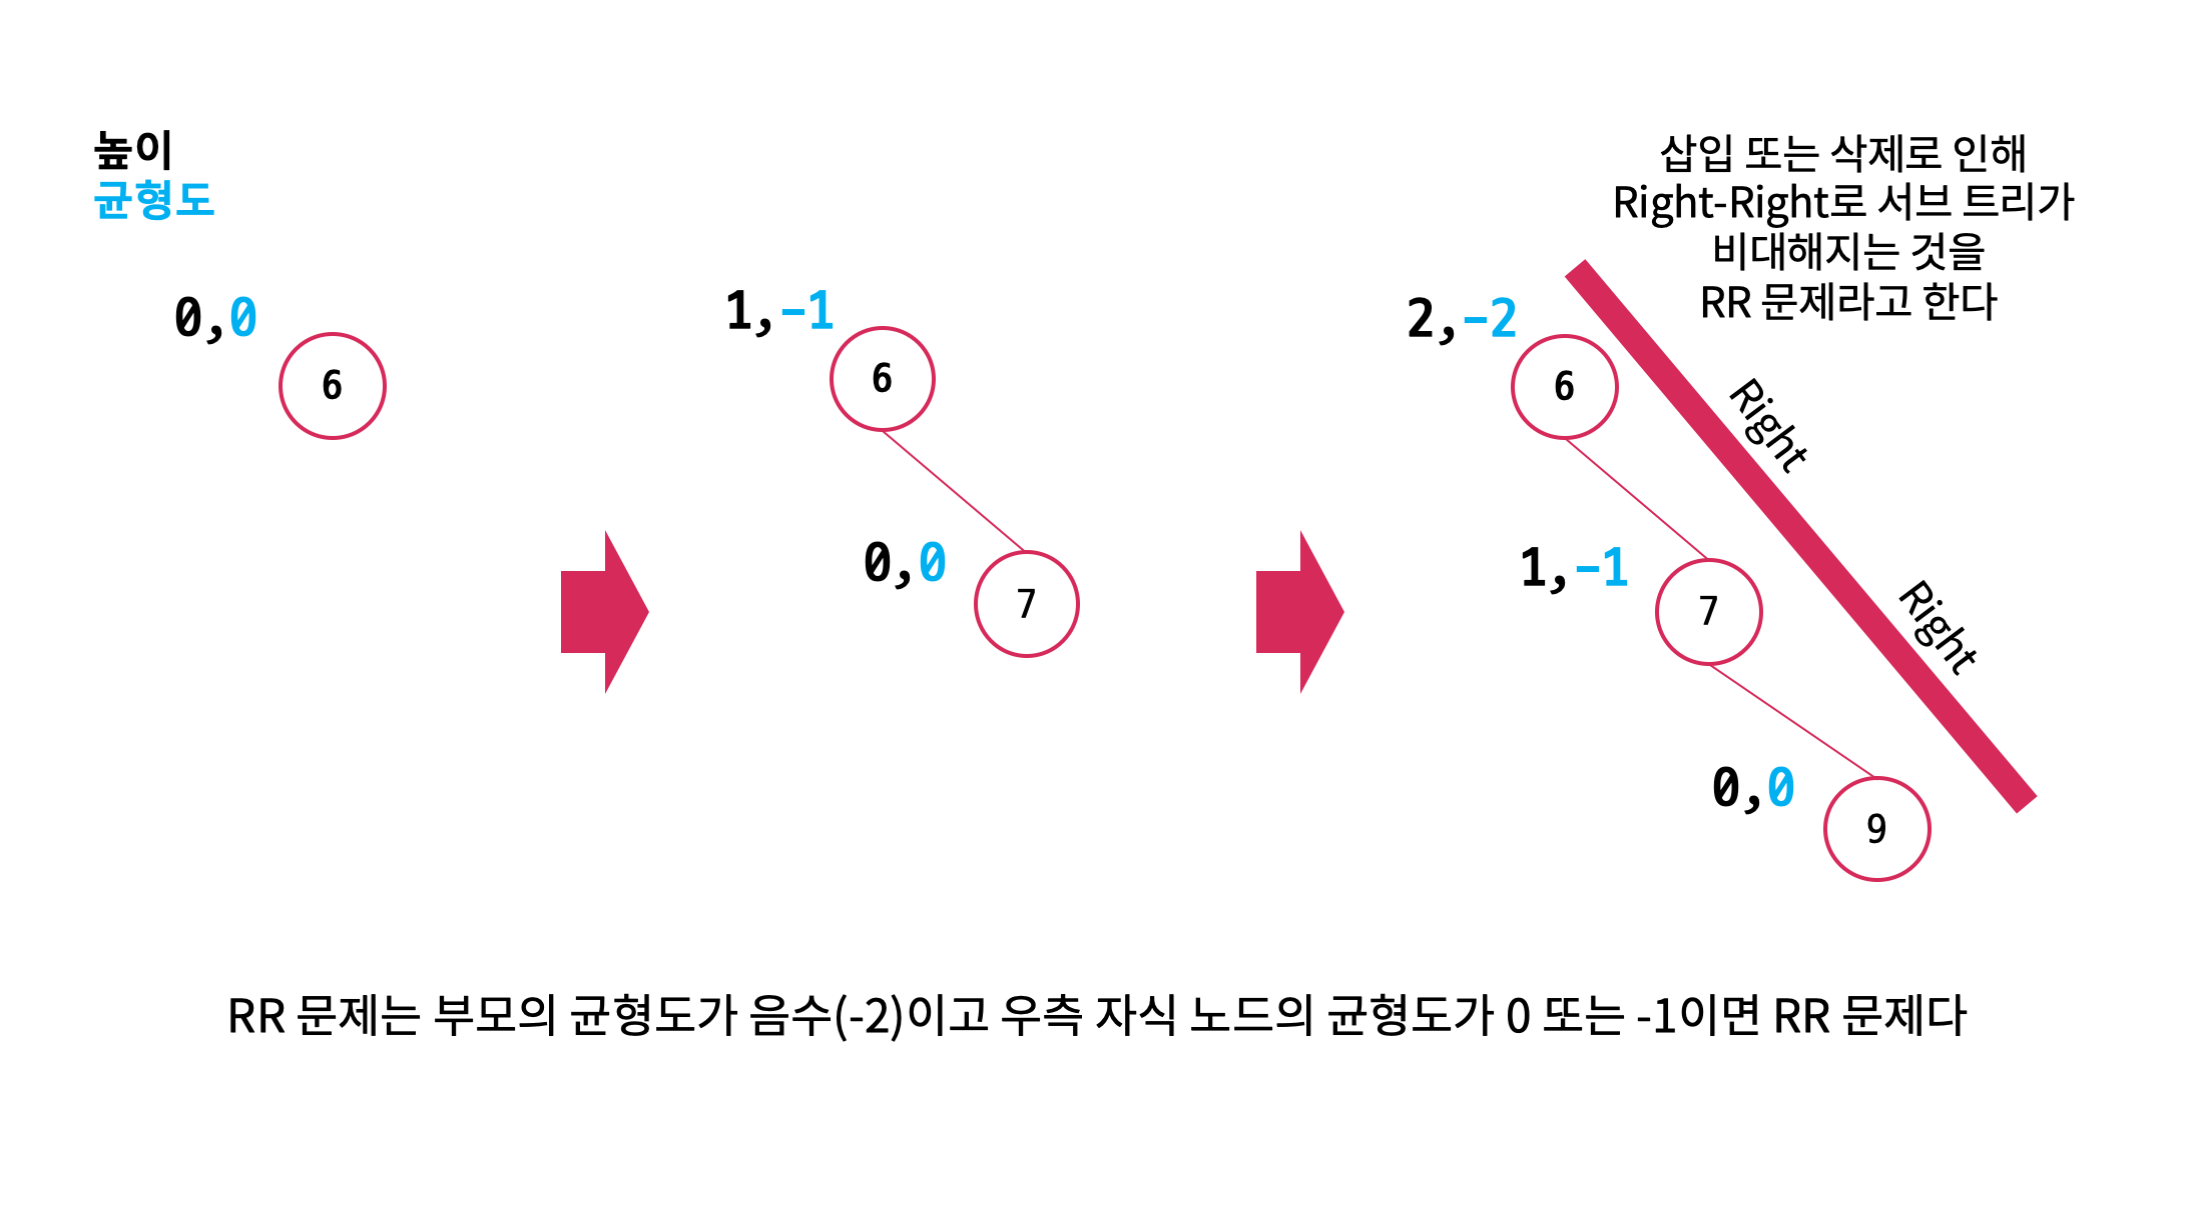 높이
균형도
삽입 또는 삭제로 인해
Right-Right로 서브 트리가
비대해지는 것을
RR 문제라고 한다
0,0
6
1,-1
6
0,0
7
2,-2
6
Right
1,-1
7
Right
0,0
9
RR 문제는 부모의 균형도가 음수(-2)이고 우측 자식 노드의 균형도가 0 또는 -1이면 RR 문제다